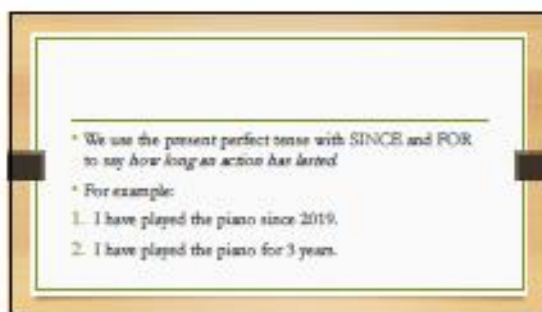 • We use the present perfect tense with SINCE and FOR
to say how long an action has lasted.
• For example:
1. I have played the piano since 2019.
2. I have played the piano for 3 years.